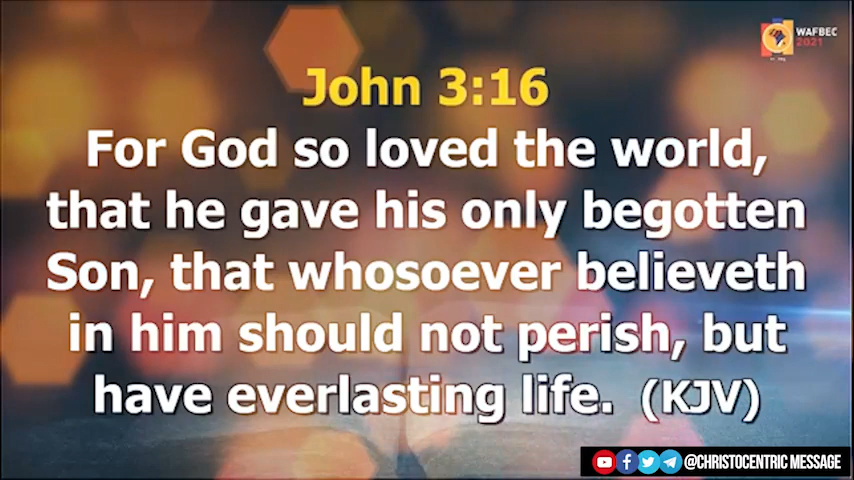 WAFBEC
2021
John 3:16
For God so loved the world,
that he gave his only begotten
Son, that whosoever believeth
in him should not perish, but
have everlasting life. (KJV)
@CHRISTOCENTRIC MESSAGE